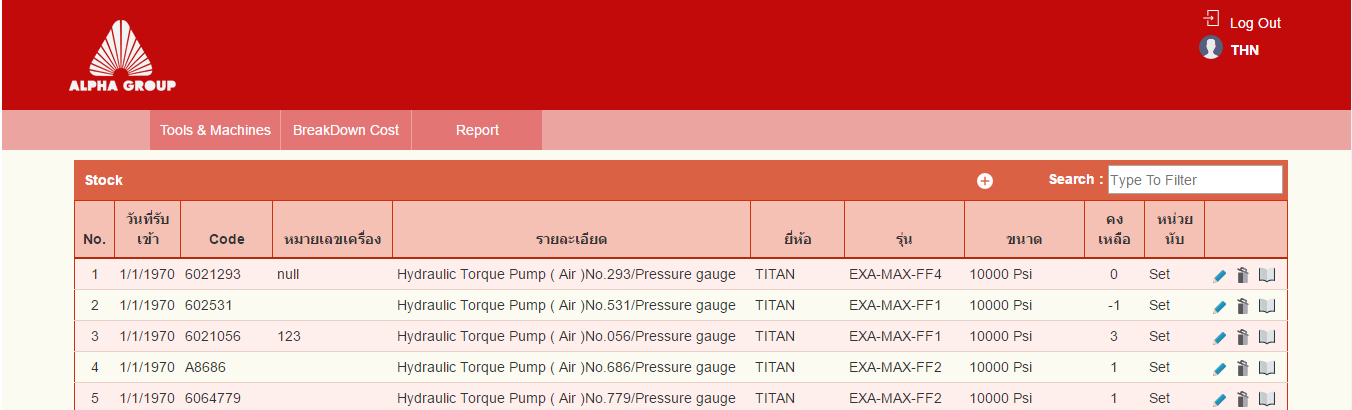 Log Out
THN
ALPHA GROUP
Tools & Machines BreakDown Cost Report
Stock Search : Type To Filter
No. วันที่รับเข้า Code หมายเลขเครื่อง รายละเอียด ยี่ห้อ รุ่น ขนาด คงเหลือ หน่วยนับ
1 1/1/1970 6021293 null Hydraulic Torque Pump ( Air )No.293/Pressure gauge TITAN EXA-MAX-FF4 10000 Psi 0 Set
2 1/1/1970 602531 Hydraulic Torque Pump ( Air )No.531/Pressure gauge TITAN EXA-MAX-FF1 10000 Psi -1 Set
3 1/1/1970 6021056 123 Hydraulic Torque Pump ( Air )No.056/Pressure gauge TITAN EXA-MAX-FF1 10000 Psi 3 Set
4 1/1/1970 A8686 Hydraulic Torque Pump ( Air )No.686/Pressure gauge TITAN EXA-MAX-FF2 10000 Psi 1 Set
5 1/1/1970 6064779 Hydraulic Torque Pump ( Air )No.779/Pressure gauge TITAN EXA-MAX-FF2 10000 Psi 1 Set